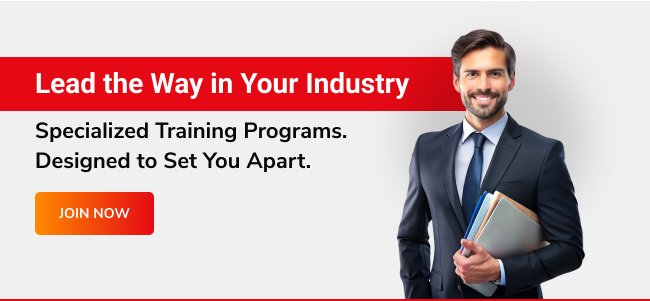 Lead the Way in Your Industry
Specialized Training Programs.
Designed to Set You Apart.
JOIN NOW